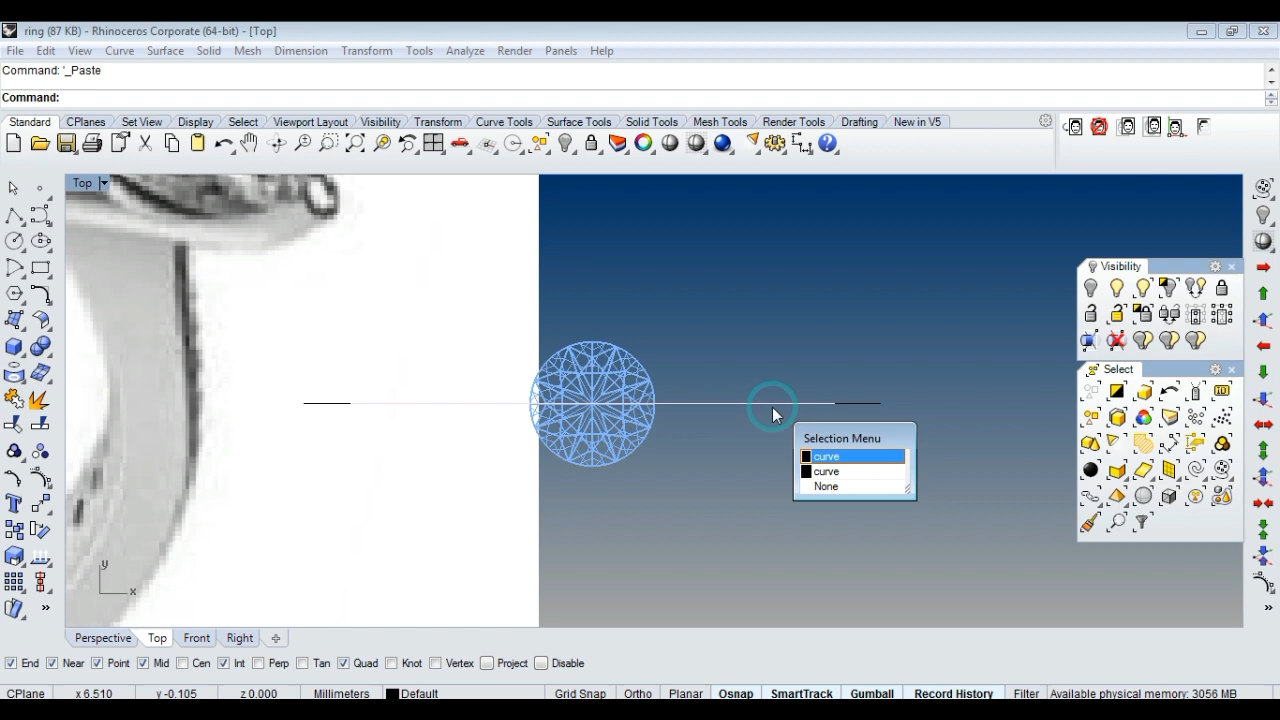 ring (87 KB) - Rhinoceros Corporate (64-bit) - [Top]
File Edit View Curve Surface Solid Mesh Dimension Transform Tools Analyze Render Panels Help
Command: '_Paste
Command:
Standard CPlanes Set View Display Select Viewport Layout Visibility Transform Curve Tools Surface Tools Solid Tools Mesh Tools Render Tools Drafting New in V5
Top
Visibility
Select
Selection Menu
curve
curve
None
y
x
Perspective Top Front Right
End Near Point Mid Cen Int Perp Tan Quad Knot Vertex Project Disable
CPlane x 6.510 y -0.105 z 0.000 Millimeters Default Grid Snap Ortho Planar Osnap SmartTrack Gumball Record History Filter Available physical memory: 3056 MB